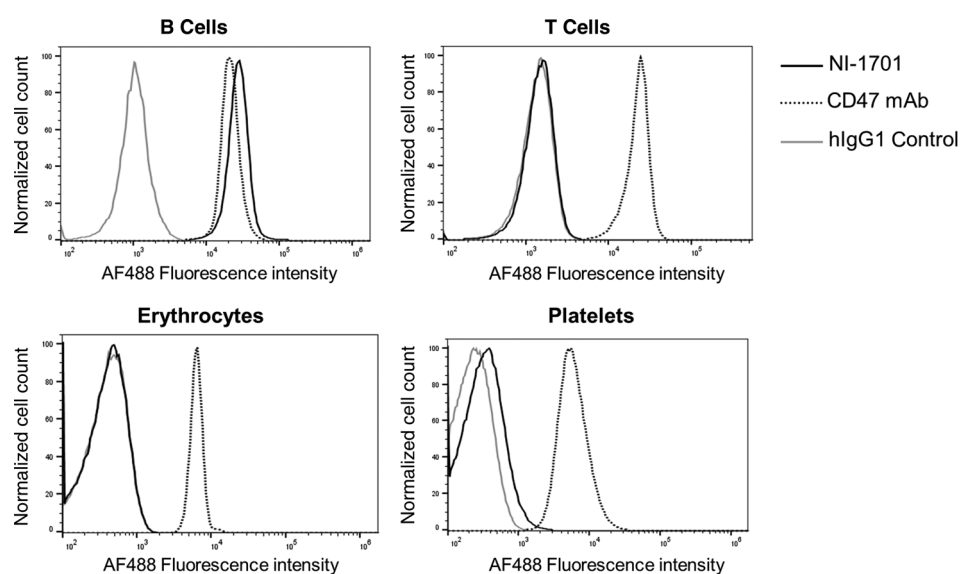 B Cells
T Cells
Normalized cell count
100
80
60
40
20
0
10²
10³
10⁴
10⁵
10⁶
AF488 Fluorescence intensity
Normalized cell count
100
80
60
40
20
0
10²
10³
10⁴
10⁵
AF488 Fluorescence intensity
NI-1701
CD47 mAb
hIgG1 Control
Erythrocytes
Platelets
Normalized cell count
100
80
60
40
20
0
10²
10³
10⁴
10⁵
10⁶
AF488 Fluorescence intensity
Normalized cell count
100
80
60
40
20
0
10²
10³
10⁴
10⁵
10⁶
AF488 Fluorescence intensity